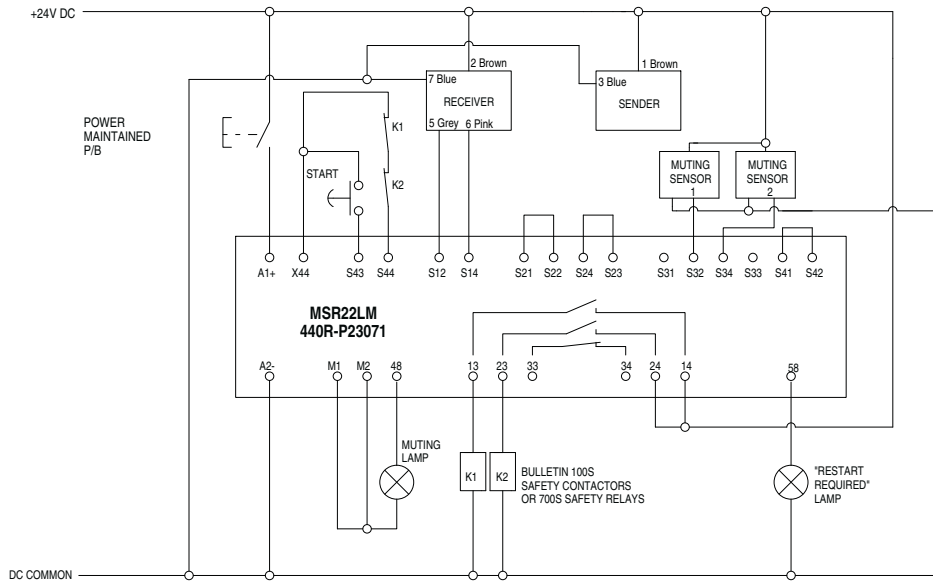 +24V DC
2 Brown
1 Brown
7 Blue
3 Blue
RECEIVER
SENDER
5 Grey 6 Pink
POWER
MAINTAINED
P/B
K1
START
K2
MUTING
SENSOR
1
MUTING
SENSOR
2
A1+ X44 S43 S44 S12 S14 S21 S22 S24 S23 S31 S32 S34 S33 S41 S42
MSR22LM
440R-P23071
A2- M1 M2 48 13 23 33 34 24 14 58
MUTING
LAMP
K1 K2
BULLETIN 100S
SAFETY CONTACTORS
OR 700S SAFETY RELAYS
"RESTART
REQUIRED"
LAMP
DC COMMON